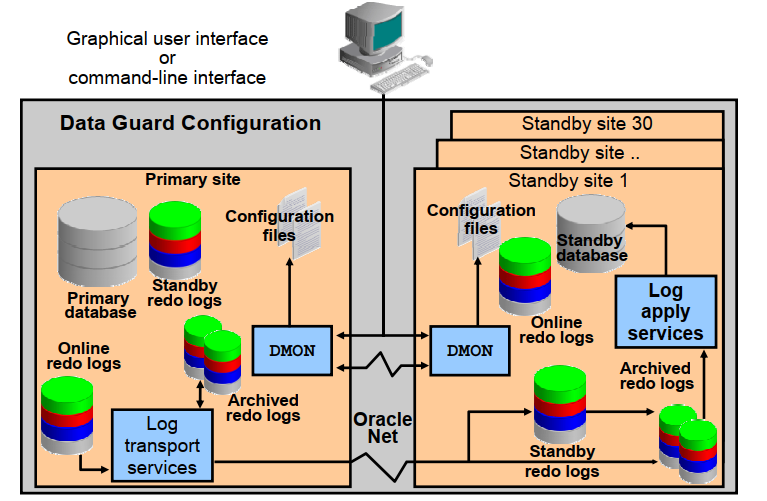 Graphical user interface
or
command-line interface
Data Guard Configuration
Standby site 30
Standby site ..
Primary site
Standby site 1
Configuration
files
Primary
database
Standby
redo logs
Online
redo logs
Archived
redo logs
DMON
Log
transport
services
Oracle
Net
Configuration
files
Standby
database
Online
redo logs
DMON
Log
apply
services
Archived
redo logs
Standby
redo logs